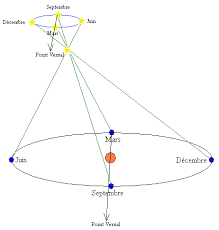 Septembre
Décembre
Juin
Mars
Point Vernal
Mars
Juin
Décembre
Septembre
Point Vernal